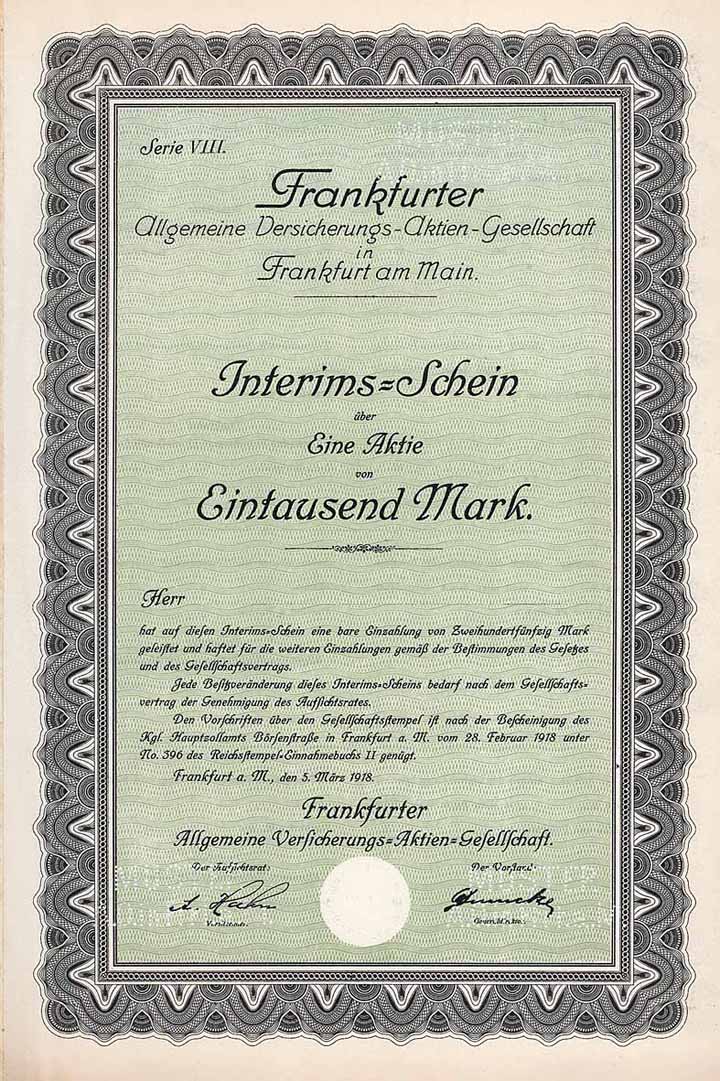 Serie VIII.
Frankfurter
Allgemeine Versicherungs-Aktien-Gesellschaft
in
Frankfurt am Main.
Interims=Schein
über
Eine Aktie
von
Eintausend Mark.
Herr
hat auf dieſen Interims=Schein eine bare Einzahlung von Zweihundertfünfzig Mark
geleiſtet und haftet für die weiteren Einzahlungen gemäß der Beſtimmungen des Geſetzes
und des Geſellſchaftsvertrags.
Jede Beſitzveränderung dieſes Interims=Scheins bedarf nach dem Geſellſchafts=
vertrag der Genehmigung des Aufſichtsrates.
Den Vorſchriften über den Geſellſchaftsſtempel iſt nach der Beſcheinigung des
Kgl. Hauptzollamts Börſenſtraße in Frankfurt a. M. vom 28. Februar 1918 unter
No. 396 des Reichsſtempel=Einnahmebuchs II genügt.
Frankfurt a. M., den 5. März 1918.
Frankfurter
Allgemeine Verſicherungs=Aktien=Geſellſchaft.
Der Aufſichtsrat: Der Vorſtand: